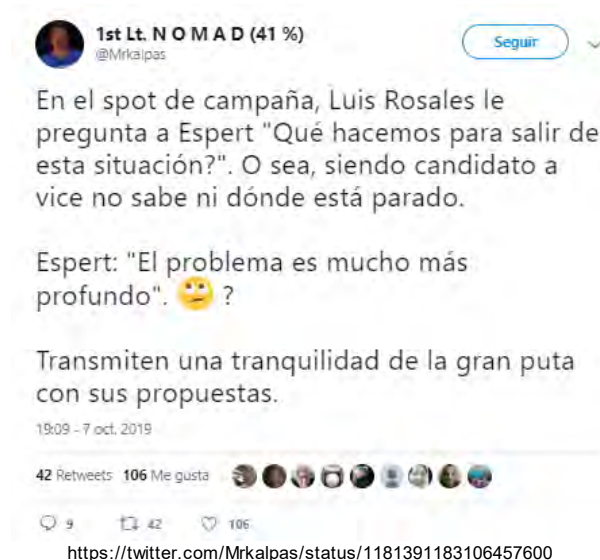 1st Lt. N O M A D (41 %)
@Mrkalpas
Seguir
En el spot de campaña, Luis Rosales le
pregunta a Espert "Qué hacemos para salir de
esta situación?". O sea, siendo candidato a
vice no sabe ni dónde está parado.
Espert: "El problema es mucho más
profundo". 🙄 ?
Transmiten una tranquilidad de la gran puta
con sus propuestas.
19:09 - 7 oct. 2019
42 Retweets 106 Me gusta
9 42 106
https://twitter.com/Mrkalpas/status/1181391183106457600